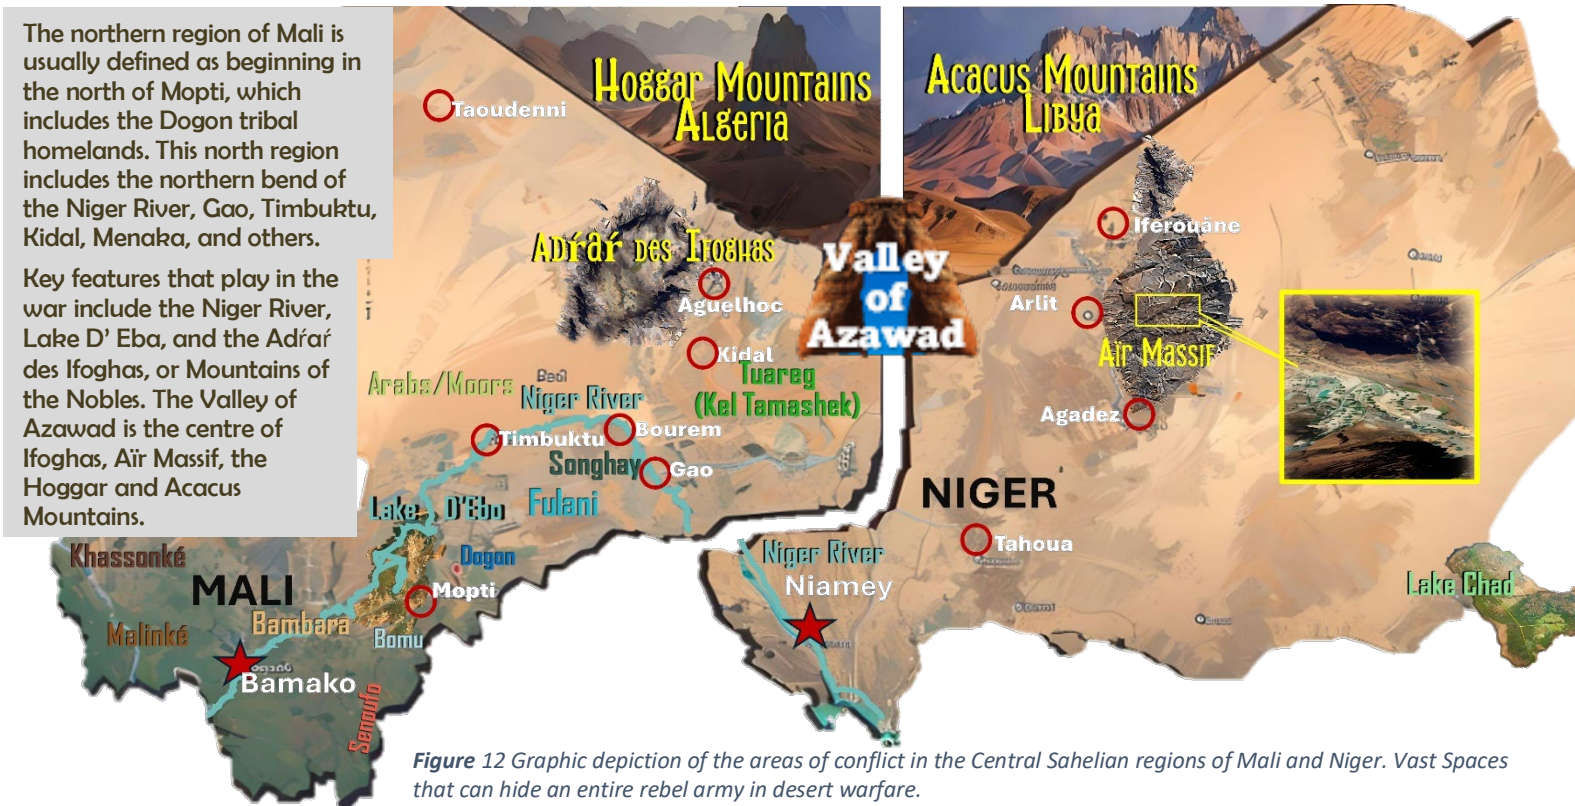 The northern region of Mali is
usually defined as beginning in
the north of Mopti, which
includes the Dogon tribal
homelands. This north region
includes the northern bend of
the Niger River, Gao, Timbuktu,
Kidal, Menaka, and others.
Key features that play in the
war include the Niger River,
Lake D' Eba, and the Adŕaŕ
des Ifoghas, or Mountains of
the Nobles. The Valley of
Azawad is the centre of
Ifoghas, Aïr Massif, the
Hoggar and Acacus
Mountains.
Taoudenni
Hoggar Mountains
Algeria
Acacus Mountains
Libya
Adŕaŕ des Ifoghas
Aguelhoc
Kidal
Valley
of
Azawad
Iferouāne
Arlit
Aïr Massif
Agadez
Arabs/Moors
Niger River
Tuareg
(Kel Tamashek)
Timbuktu
Bourem
Songhay
Gao
Lake D'Ebo
Fulani
NIGER
Tahoua
Khassonké
MALI
Dogon
Mopti
Bambara
Malinké
Bomu
Bamako
Senoufo
Niger River
Niamey
Lake Chad
Figure 12 Graphic depiction of the areas of conflict in the Central Sahelian regions of Mali and Niger. Vast Spaces
that can hide an entire rebel army in desert warfare.